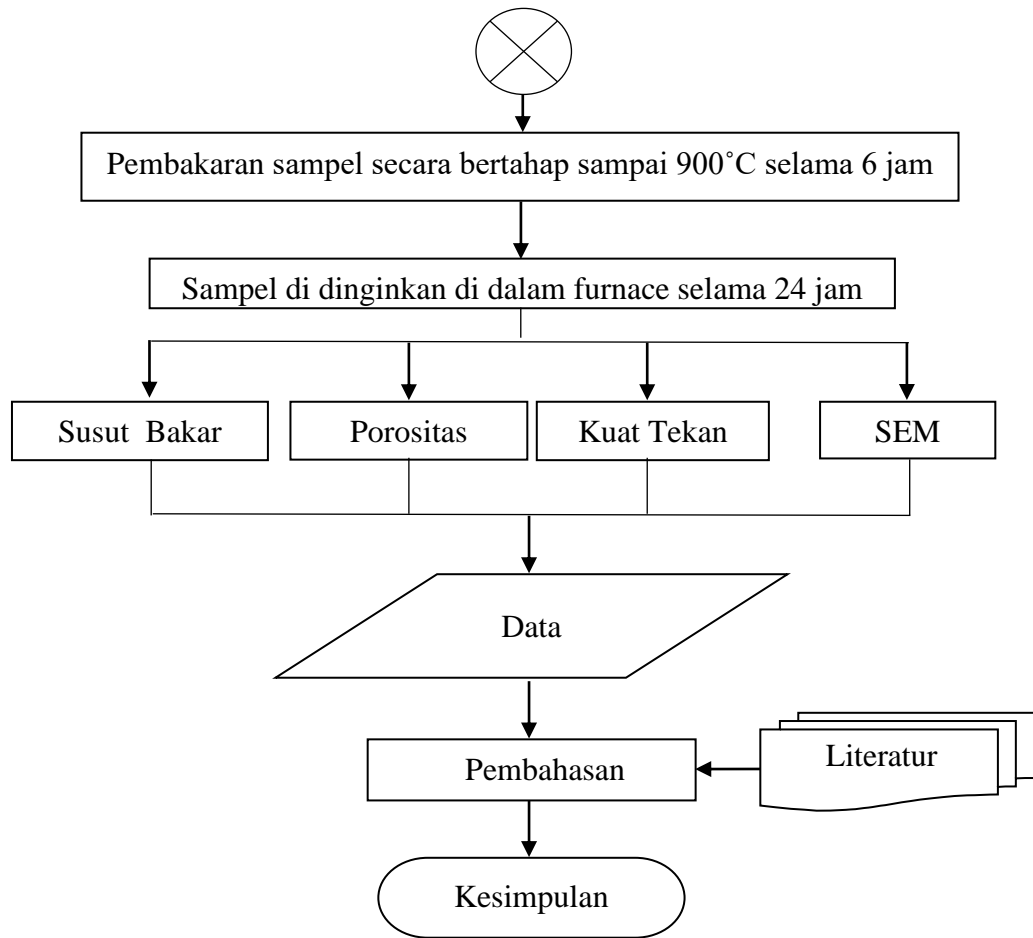 Pembakaran sampel secara bertahap sampai 900˚C selama 6 jam
Sampel di dinginkan di dalam furnace selama 24 jam
Susut Bakar
Porositas
Kuat Tekan
SEM
Data
Pembahasan
Literatur
Kesimpulan